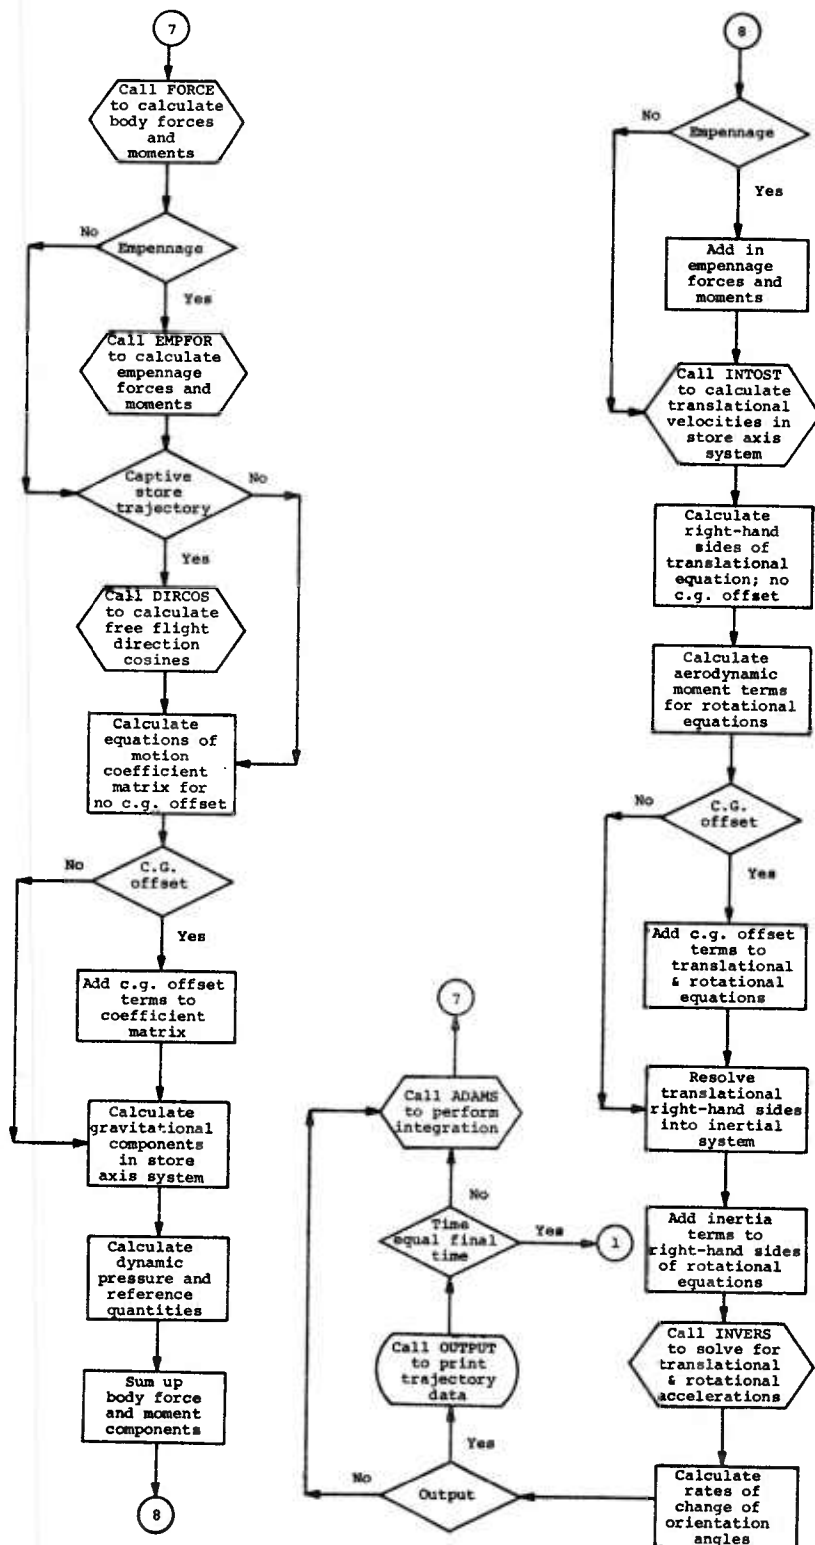 7
Call FORCE
to calculate
body forces
and
moments
No
Empennage
Yes
Call EMPFOR
to calculate
empennage
forces and
moments
Captive
store
trajectory
No
Yes
Call DIRCOS
to calculate
free flight
direction
cosines
Calculate
equations of
motion
coefficient
matrix for
no c.g. offset
No
C.G.
offset
Yes
Add c.g. offset
terms to
coefficient
matrix
Calculate
gravitational
components
in store
axis system
Calculate
dynamic
pressure and
reference
quantities
Sum up
body force
and moment
components
8
8
No
Empennage
Yes
Add in
empennage
forces and
moments
Call INTOST
to calculate
translational
velocities in
store axis
system
Calculate
right-hand
sides of
translational
equation; no
c.g. offset
Calculate
aerodynamic
moment terms
for rotational
equations
No
C.G.
offset
Yes
Add c.g. offset
terms to
translational
& rotational
equations
Resolve
translational
right-hand sides
into inertial
system
Add inertia
terms to
right-hand sides
of rotational
equations
Call INVERS
to solve for
translational
& rotational
accelerations
Calculate
rates of
change of
orientation
angles
Output
No
Yes
Call OUTPUT
to print
trajectory
data
Time
equal final
time
Yes
1
No
Call ADAMS
to perform
integration
7